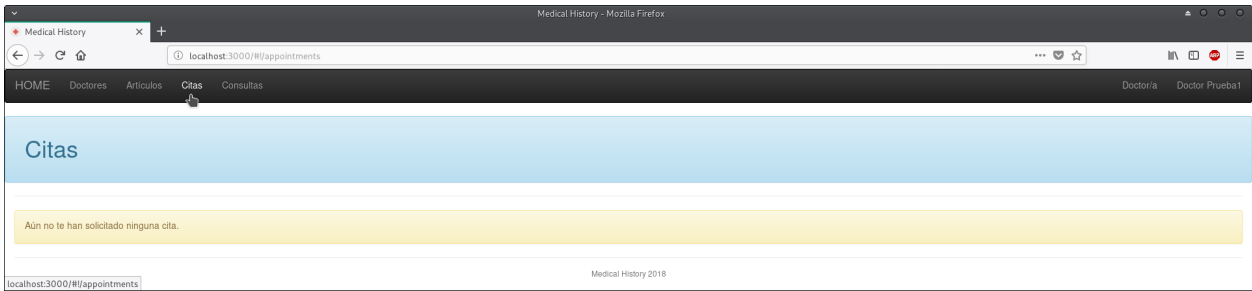 Medical History - Mozilla Firefox
Medical History
localhost:3000/#!/appointments
HOME Doctores Artículos Citas Consultas Doctor/a Doctor Prueba1
Citas
Aún no te han solicitado ninguna cita.
Medical History 2018
localhost:3000/#!/appointments